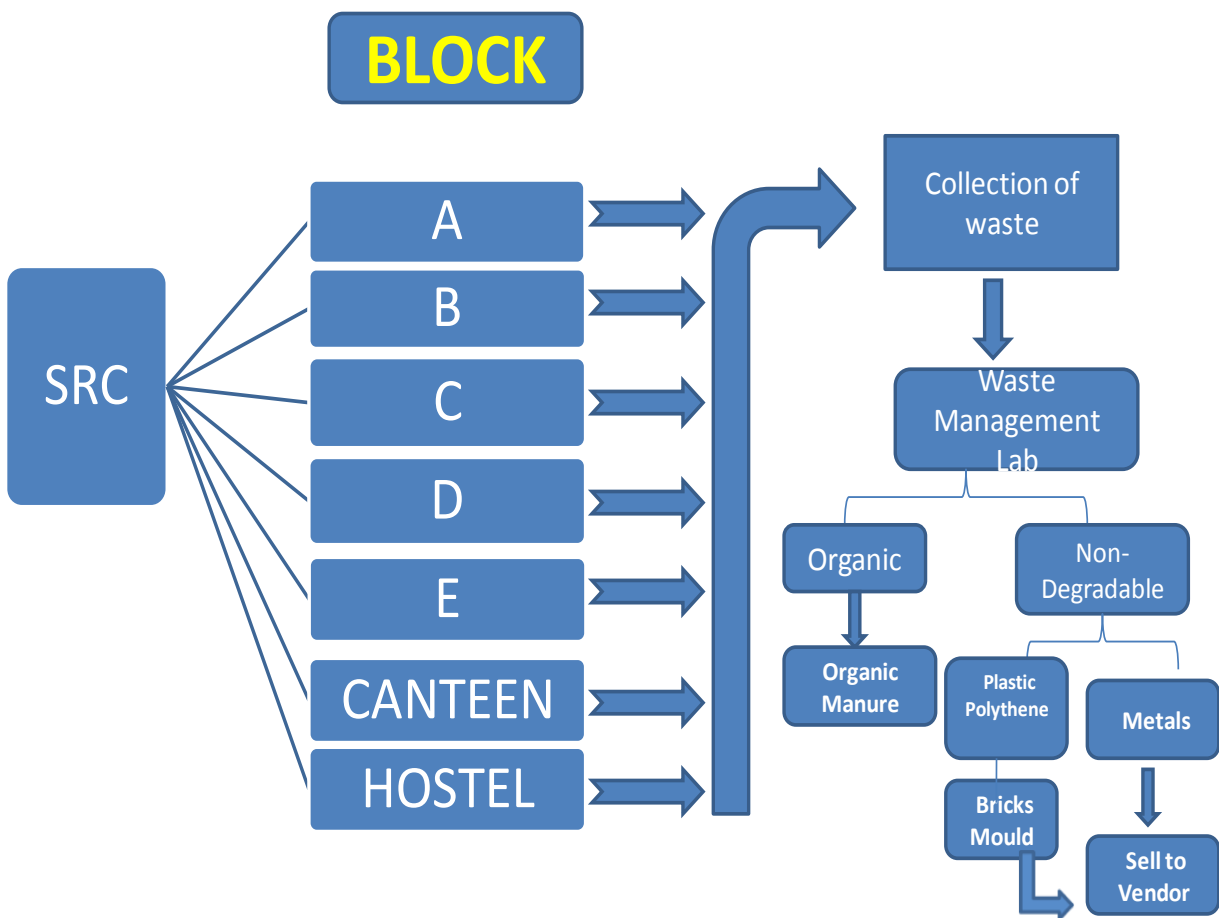 BLOCK
SRC
A
B
C
D
E
CANTEEN
HOSTEL
Collection of
waste
Waste
Management
Lab
Organic
Non-
Degradable
Organic
Manure
Plastic
Polythene
Metals
Bricks
Mould
Sell to
Vendor